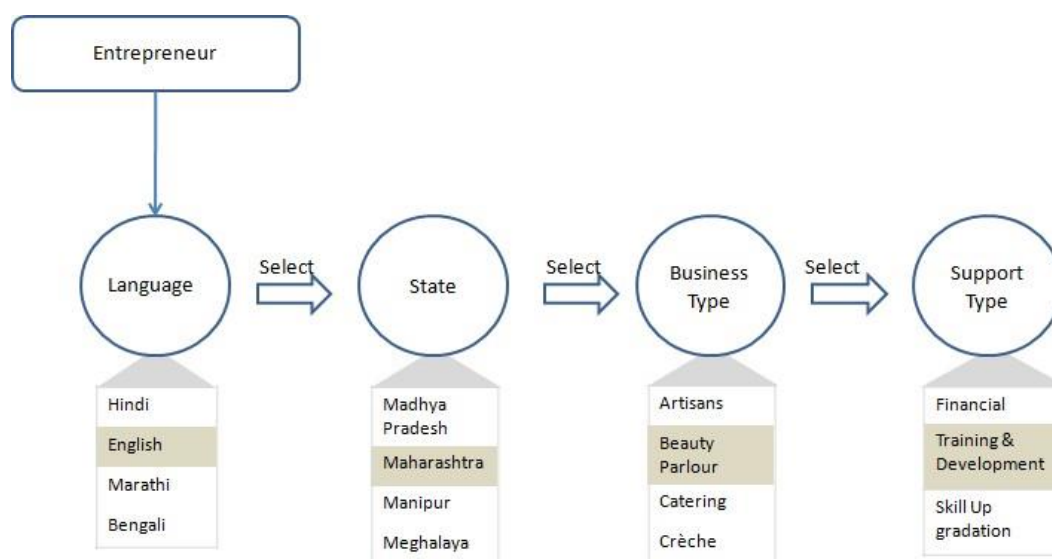 Entrepreneur
Language
Select
State
Select
Business
Type
Select
Support
Type
Hindi
English
Marathi
Bengali
Madhya
Pradesh
Maharashtra
Manipur
Meghalaya
Artisans
Beauty
Parlour
Catering
Crèche
Financial
Training &
Development
Skill Up
gradation